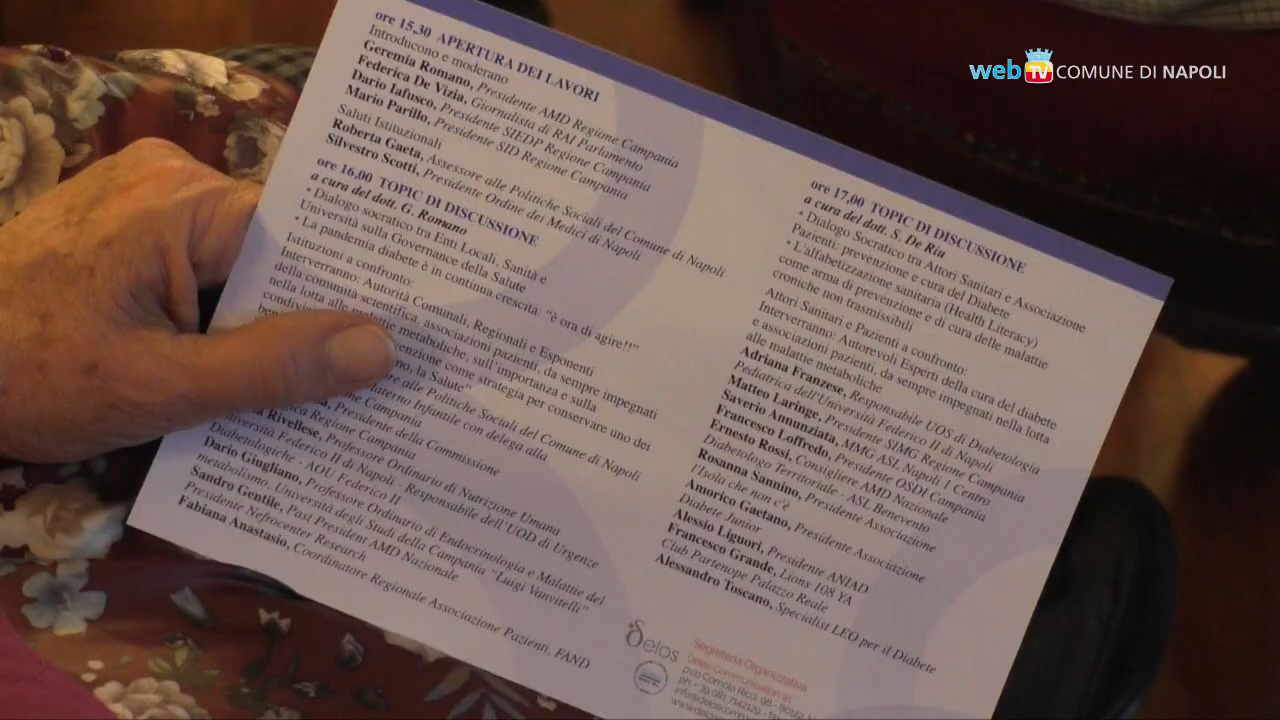 web TV COMUNE DI NAPOLI
ore 15,30 APERTURA DEI LAVORI
Introducono e moderano
Geremia Romano, Presidente AMD Regione Campania
Federica De Vizia, Giornalista di RAI Parlamento
Dario Iafusco, Presidente SIEDP Regione Campania
Mario Parillo, Presidente SID Regione Campania
Saluti Istituzionali
Roberta Gaeta, Assessore alle Politiche Sociali del Comune di Napoli
Silvestro Scotti, Presidente Ordine dei Medici di Napoli
ore 16,00 TOPIC DI DISCUSSIONE
a cura del dott. G. Romano
• Dialogo socratico tra Enti Locali, Sanità e
Università sulla Governance della Salute
• La pandemia diabete è in continua crescita: "è ora di agire!!"
Istituzioni a confronto:
Interverranno: Autorità Comunali, Regionali e Esponenti
della comunità scientifica, associazioni pazienti, da sempre impegnati
nella lotta alle malattie metaboliche, sull'importanza e sulla
come strategia per conservare uno dei
la Salute"
alle Politiche Sociali del Comune di Napoli
Materno Infantile con delega alla
Campania
Presidente della Commissione
Regione Campania
Rivellese, Professore Ordinario di Nutrizione Umana
Università Federico II di Napoli - Responsabile dell'UOD di Urgenze
Diabetologiche - AOU Federico II
Dario Giugliano, Professore Ordinario di Endocrinologia e Malattie del
metabolismo, Università degli Studi della Campania "Luigi Vanvitelli"
Sandro Gentile, Past President AMD Nazionale
Presidente Nefrocenter Research
Fabiana Anastasio, Coordinatore Regionale Associazione Pazienti, FAND
ore 17,00 TOPIC DI DISCUSSIONE
a cura del dott. S. De Riu
• Dialogo Socratico tra Attori Sanitari e Associazione
Pazienti: prevenzione e cura del Diabete
• L'alfabetizzazione sanitaria (Health Literacy)
come arma di prevenzione e di cura delle malattie
croniche non trasmissibili
Attori Sanitari e Pazienti a confronto:
Interverranno: Autorevoli Esperti della cura del diabete
e associazioni pazienti, da sempre impegnati nella lotta
alle malattie metaboliche
Adriana Franzese, Responsabile UOS di Diabetologia
Pediatrica dell'Università Federico II di Napoli
Matteo Laringe, Presidente SIMG Regione Campania
Saverio Annunziata, MMG ASL Napoli 1 Centro
Francesco Loffredo, Presidente OSDI Campania
Ernesto Rossi, Consigliere AMD Nazionale
Diabetologo Territoriale - ASL Benevento
Rosanna Sannino, Presidente Associazione
l'Isola che non c'è
Amorico Gaetano, Presidente Associazione
Diabete Junior
Alessio Liguori, Presidente ANIAD
Francesco Grande, Lions 108 YA
Club Partenope Palazzo Reale
Alessandro Toscano, Specialist LEO per il Diabete
Delos
Segreteria Organizzativa
Delos Communication srl